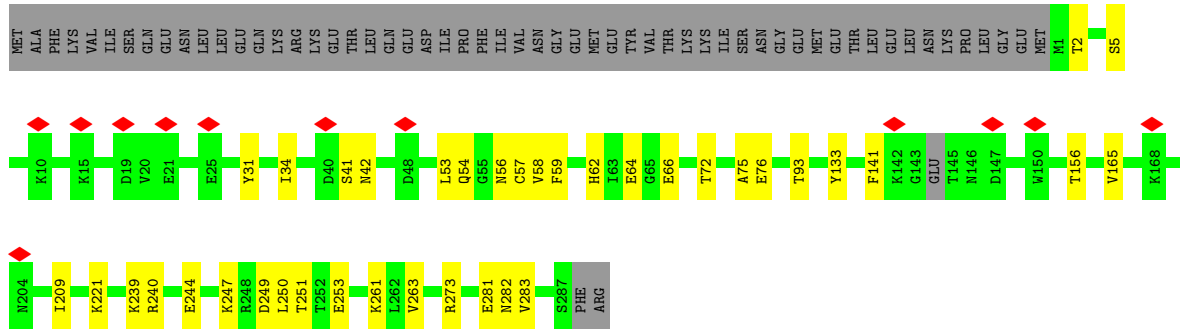 MET ALA PHE LYS VAL ILE SER GLN GLU ASN LEU LEU GLU GLN LYS ARG LYS GLU THR LEU GLN GLU ASP ILE PRO PHE ILE VAL ASN GLY GLU MET GLU TYR VAL THR LYS LYS ILE SER ASN GLY GLU MET GLU THR LEU GLU LEU ASN LYS PRO LEU GLY GLU MET M1 T2 S5
K10 K15 D19 V20 E21 E25 Y31 I34 D40 S41 N42 D48 L53 Q54 G55 N56 C57 V58 F59 H62 I63 E64 G65 E66 T72 A75 E76 T93 Y133 F141 K142 G143 GLU T145 N146 D147 W150 T156 V165 K168
N204 I209 K221 K239 R240 E244 K247 R248 D249 L250 T251 T252 E253 K261 L262 V263 R273 E281 N282 V283 S287 PHE ARG